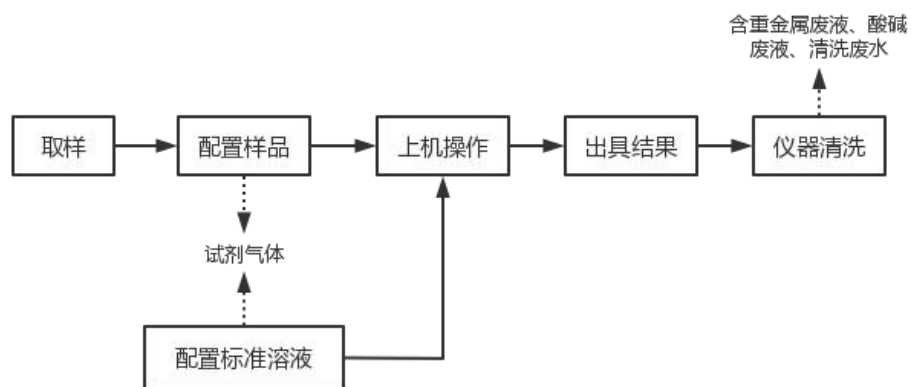 含重金属废液、酸碱
废液、清洗废水
取样
配置样品
上机操作
出具结果
仪器清洗
试剂气体
配置标准溶液